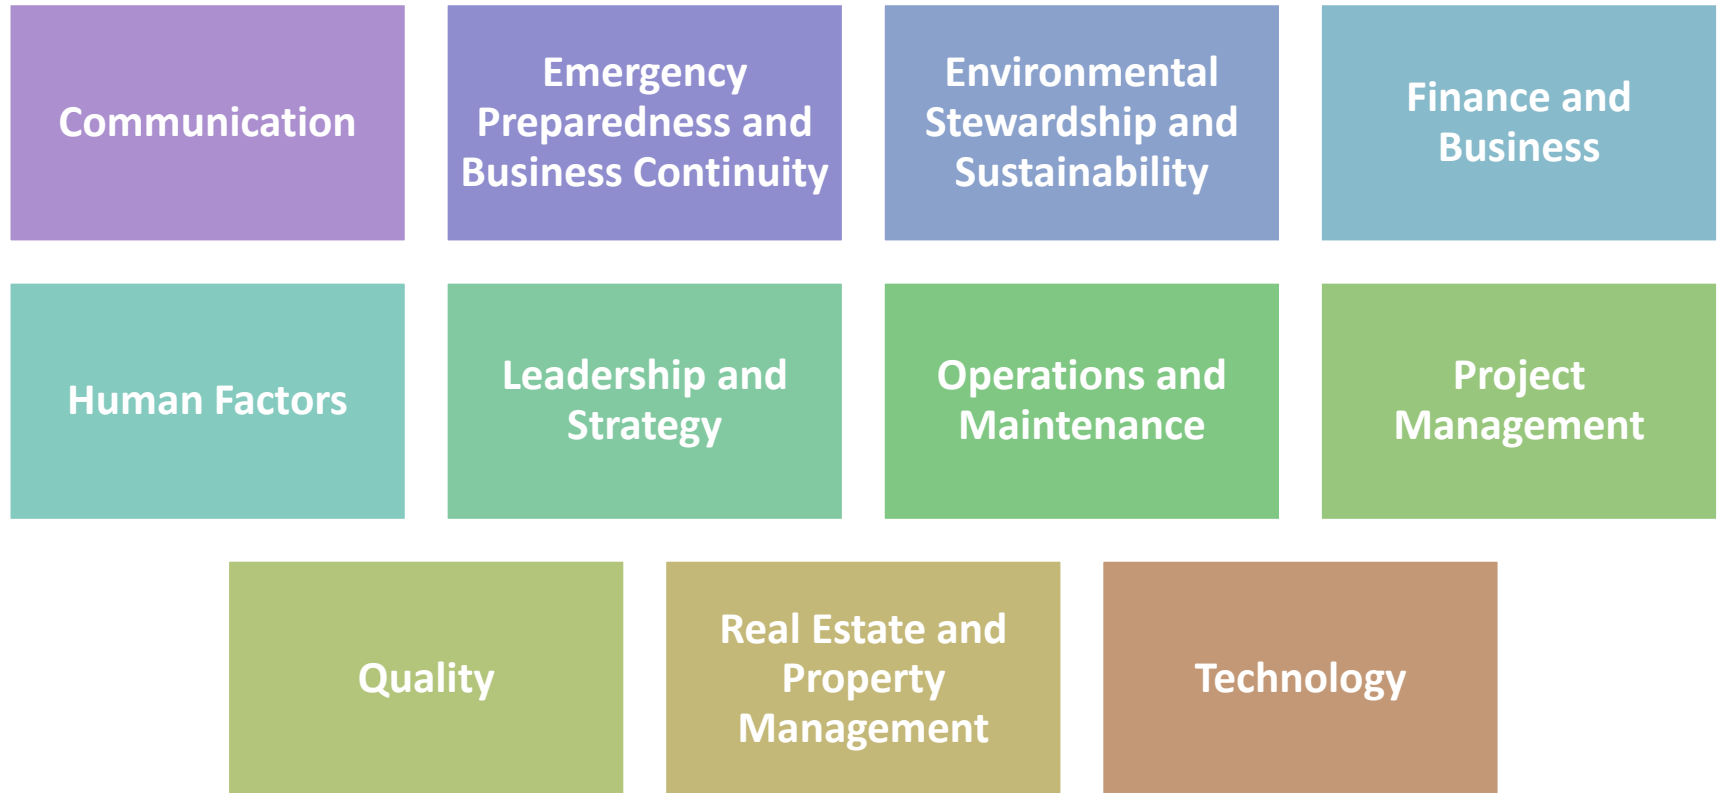 Communication
Emergency
Preparedness and
Business Continuity
Environmental
Stewardship and
Sustainability
Finance and
Business
Human Factors
Leadership and
Strategy
Operations and
Maintenance
Project
Management
Quality
Real Estate and
Property
Management
Technology